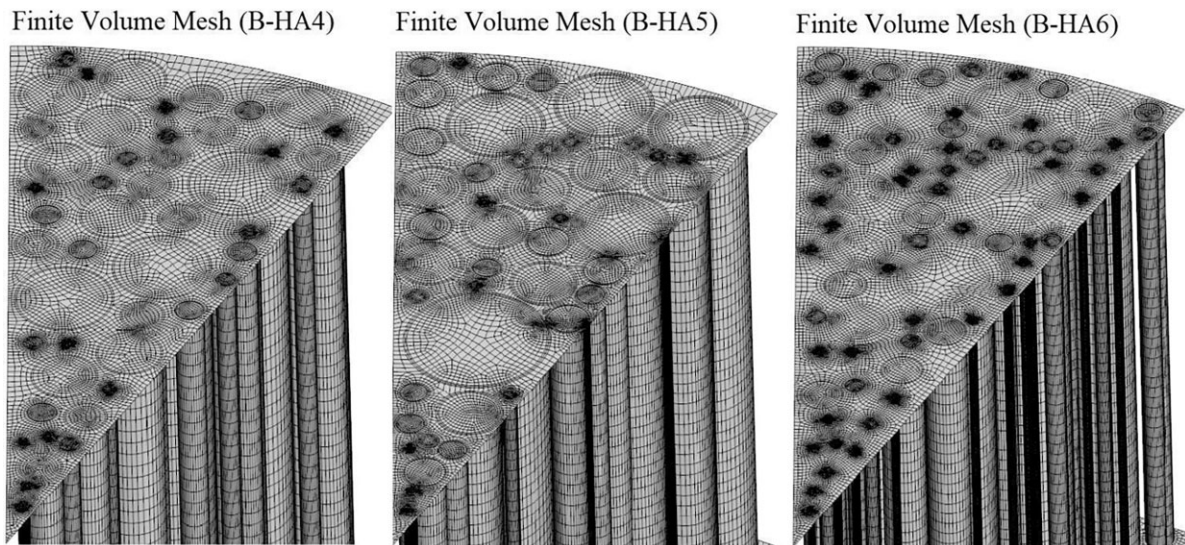 Finite Volume Mesh (B-HA4)
Finite Volume Mesh (B-HA5)
Finite Volume Mesh (B-HA6)